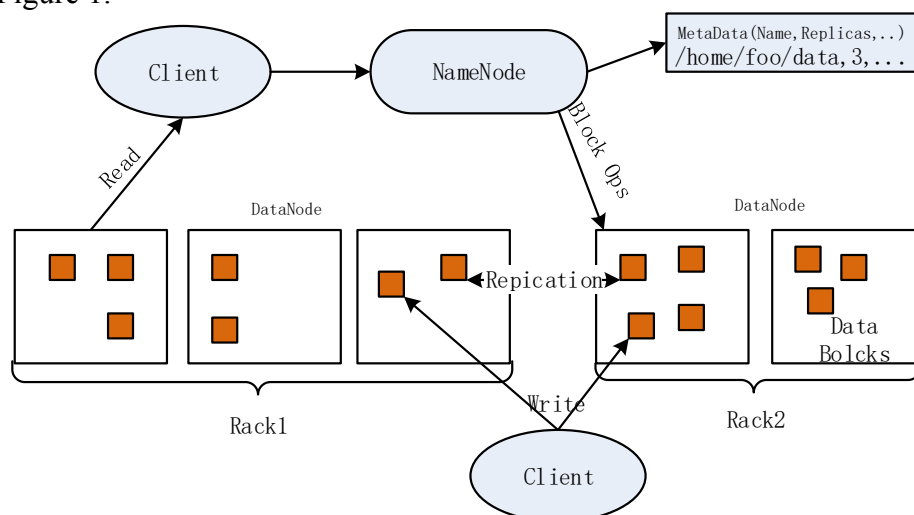 Figure 1.
MetaData(Name,Replicas,..)
/home/foo/data,3,...
Client
NameNode
Block Ops
Read
DataNode
DataNode
Repication
Data
Bolcks
Write
Rack1
Rack2
Client